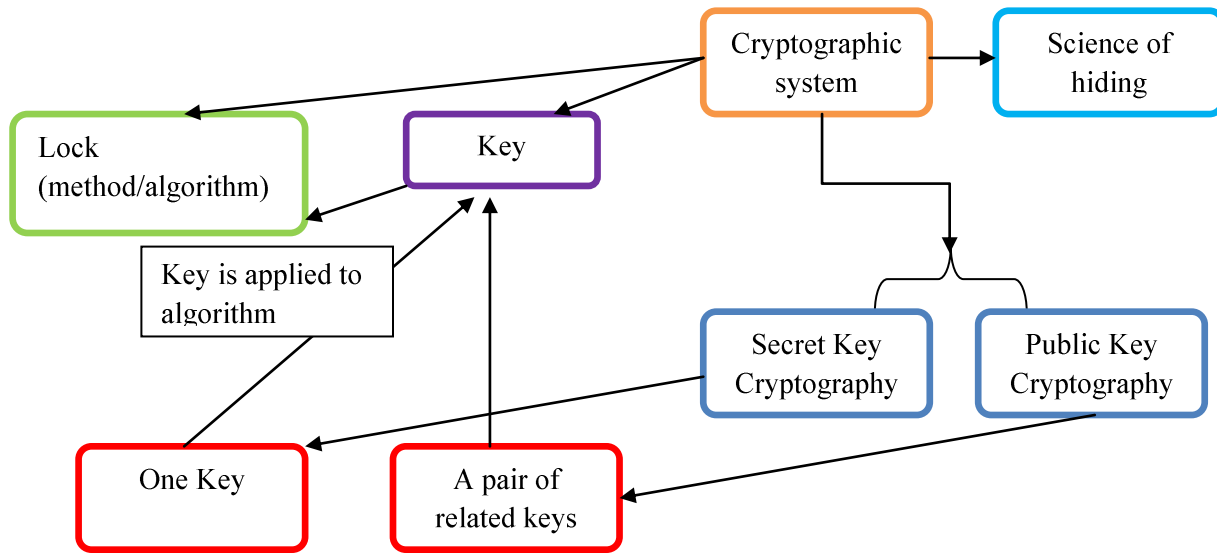 Cryptographic
system
Science of
hiding
Lock
(method/algorithm)
Key
Key is applied to
algorithm
Secret Key
Cryptography
Public Key
Cryptography
One Key
A pair of
related keys